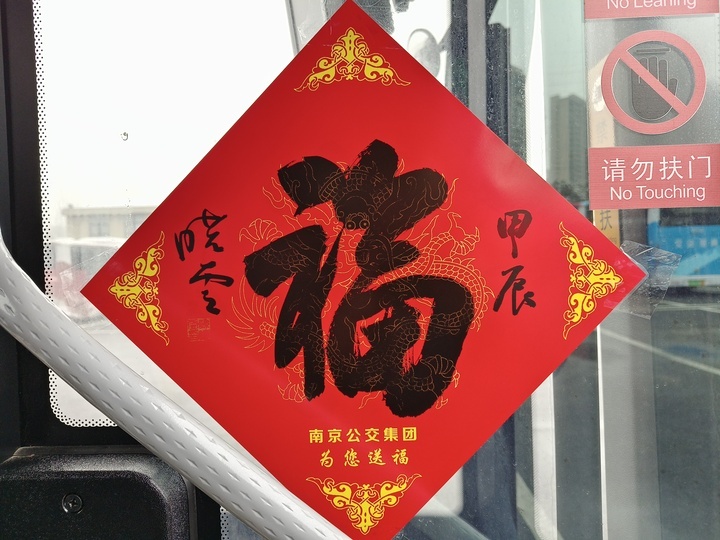 No Leaning
请勿扶门
No Touching
福
甲辰
晓云
南京公交集团
为您送福
扶